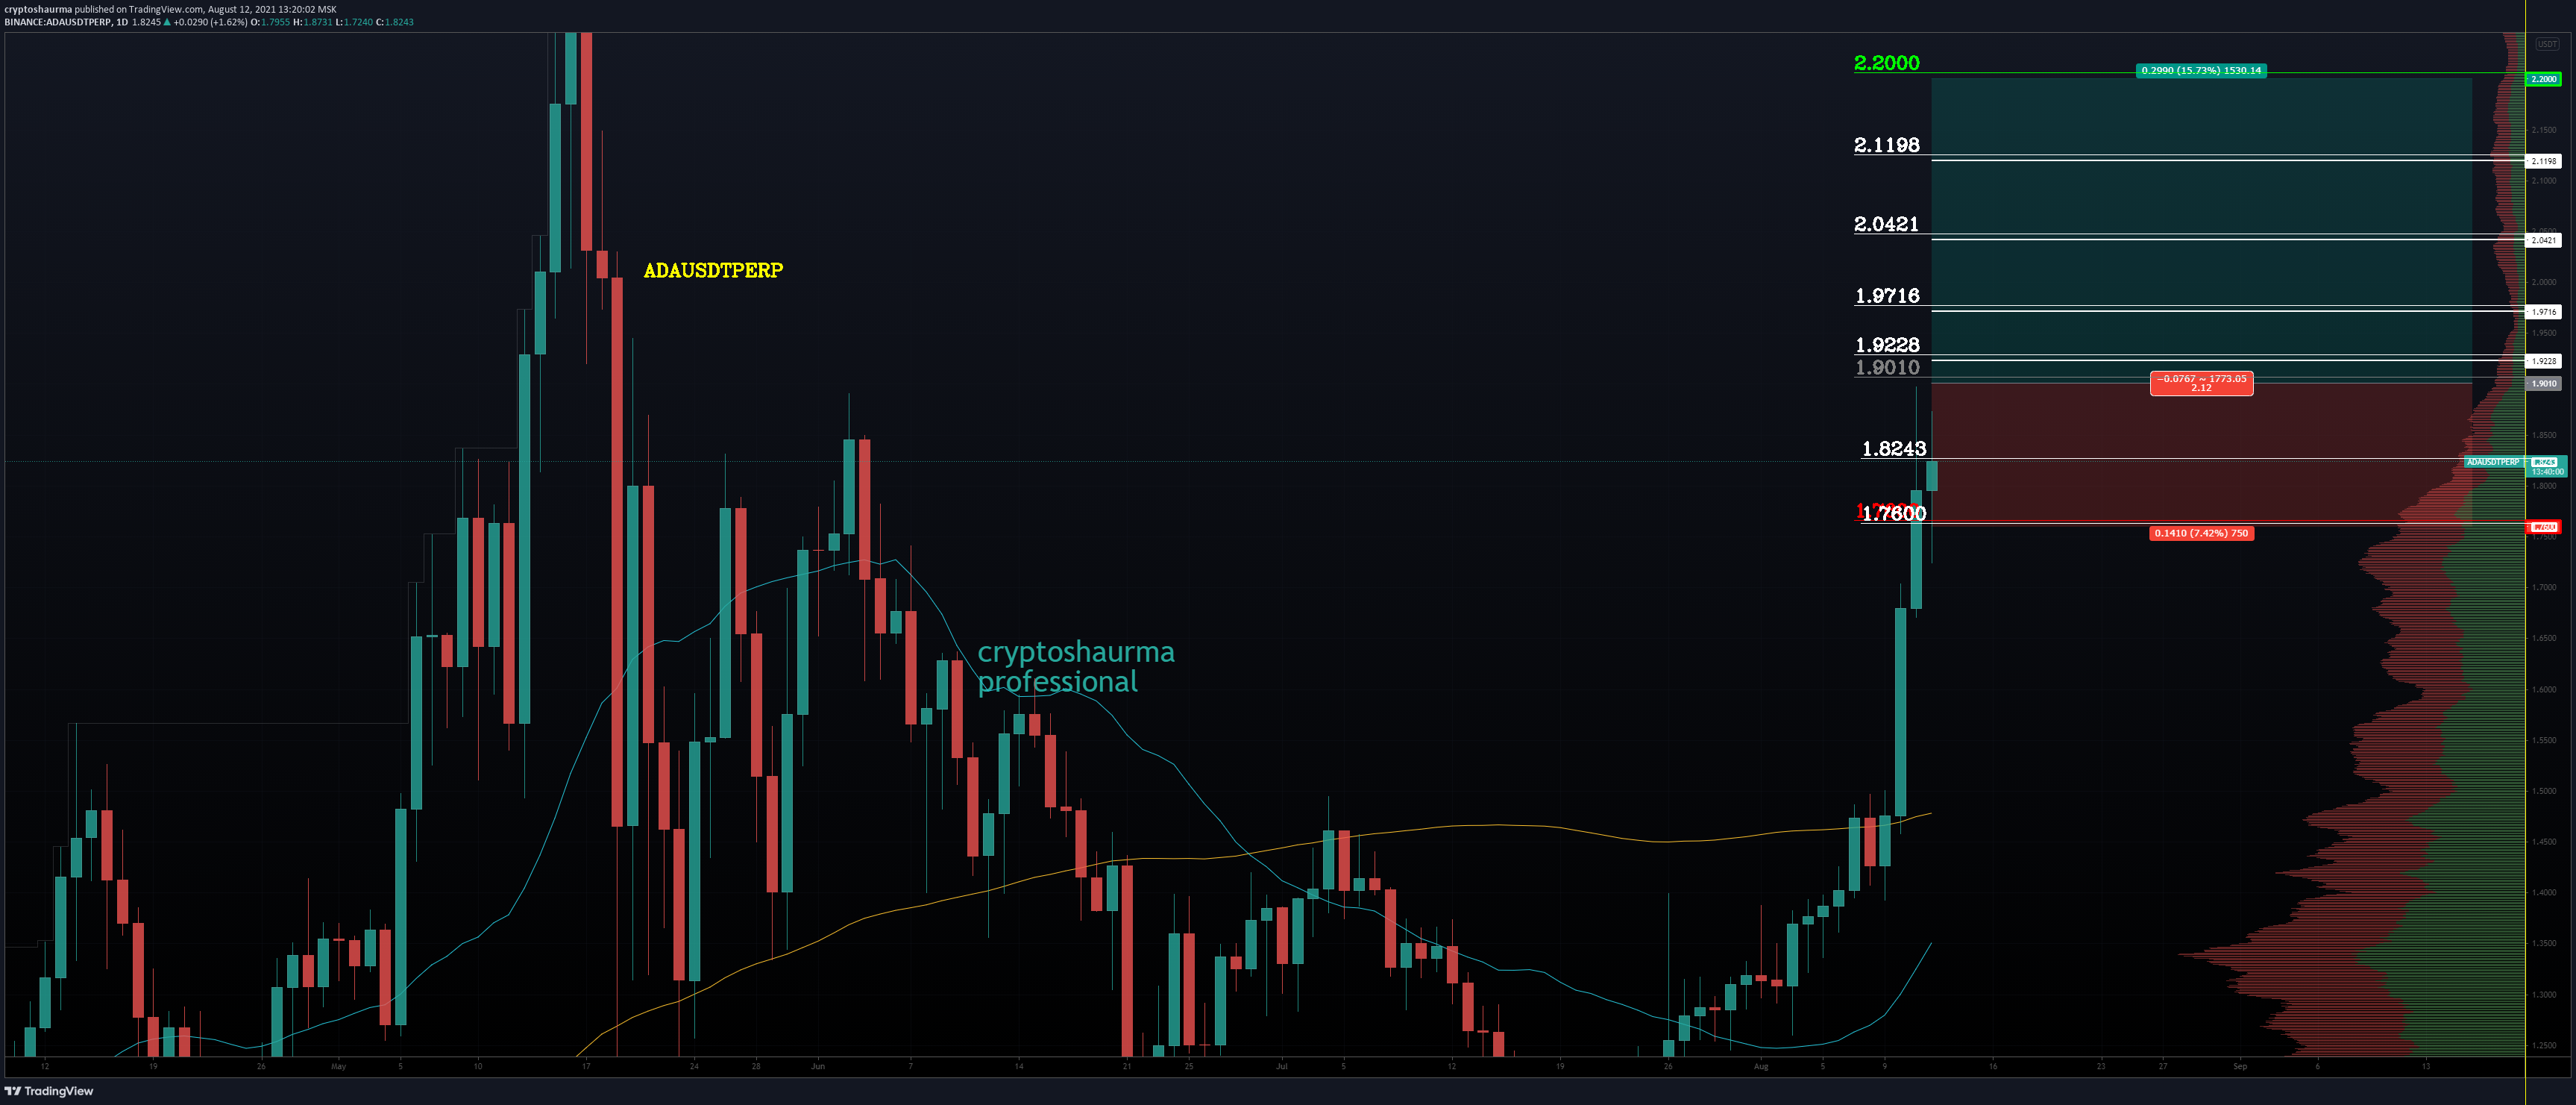 cryptoshaurma published on TradingView.com, August 12, 2021 13:20:02 MSK
BINANCE:ADAUSDTPERP, 1D 1.8245 ▲ +0.0290 (+1.62%) O:1.7955 H:1.8731 L:1.7240 C:1.8243
USDT
2.2000
0.2990 (15.73%) 1530.14
2.2000
2.1500
2.1198
2.1198
2.1000
2.0421
2.0500
2.0421
ADAUSDTPERP
2.0000
1.9716
1.9716
1.9500
1.9228
1.9228
1.9010
−0.0767 ~ 1773.05
2.12
1.9010
1.8500
1.8243
ADAUSDTPERP
13:40:00
1.8000
1.7600
0.1410 (7.42%) 750
1.7500
1.7000
1.6500
cryptoshaurma
professional
1.6000
1.5500
1.5000
1.4500
1.4000
1.3500
1.3000
1.2500
12 19 26 May 5 10 17 24 28 Jun 7 14 21 25 Jul 5 12 19 26 Aug 5 9 16 23 27 Sep 6 13
TradingView